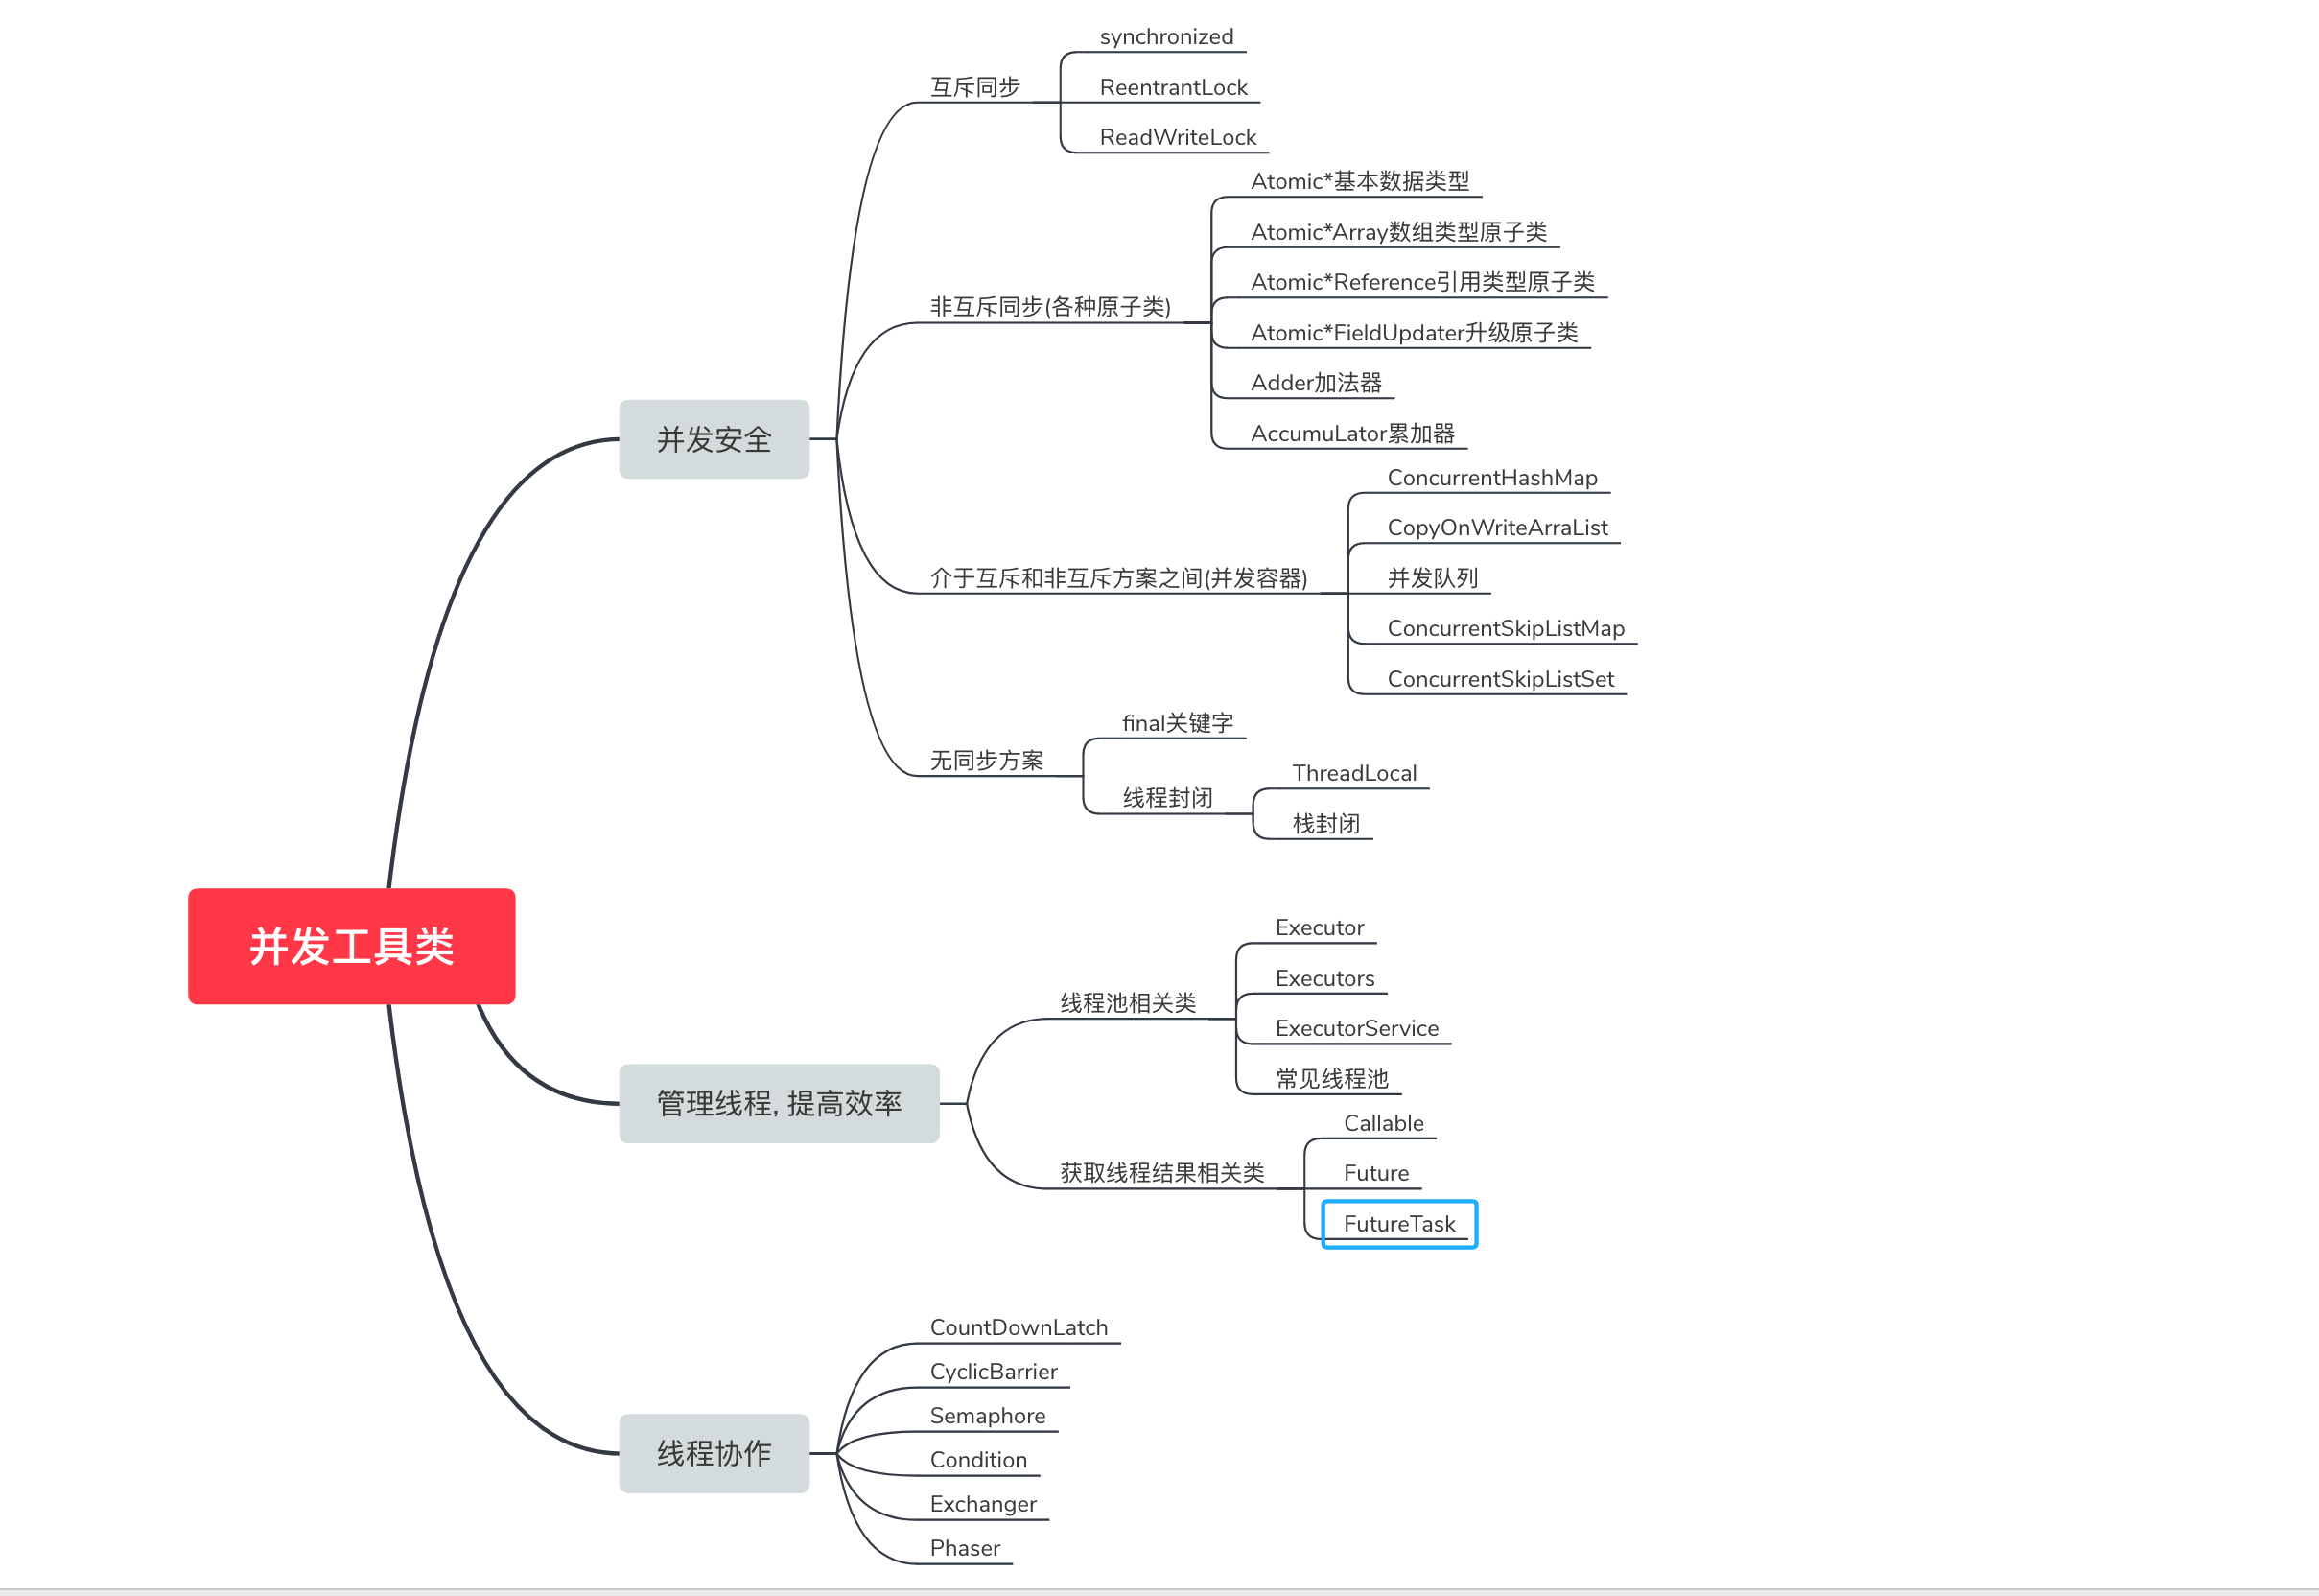 并发工具类
并发安全
互斥同步
synchronized
ReentrantLock
ReadWriteLock
非互斥同步(各种原子类)
Atomic*基本数据类型
Atomic*Array数组类型原子类
Atomic*Reference引用类型原子类
Atomic*FieldUpdater升级原子类
Adder加法器
AccumuLator累加器
介于互斥和非互斥方案之间(并发容器)
ConcurrentHashMap
CopyOnWriteArraList
并发队列
ConcurrentSkipListMap
ConcurrentSkipListSet
无同步方案
final关键字
线程封闭
ThreadLocal
栈封闭
管理线程, 提高效率
线程池相关类
Executor
Executors
ExecutorService
常见线程池
获取线程结果相关类
Callable
Future
FutureTask
线程协作
CountDownLatch
CyclicBarrier
Semaphore
Condition
Exchanger
Phaser